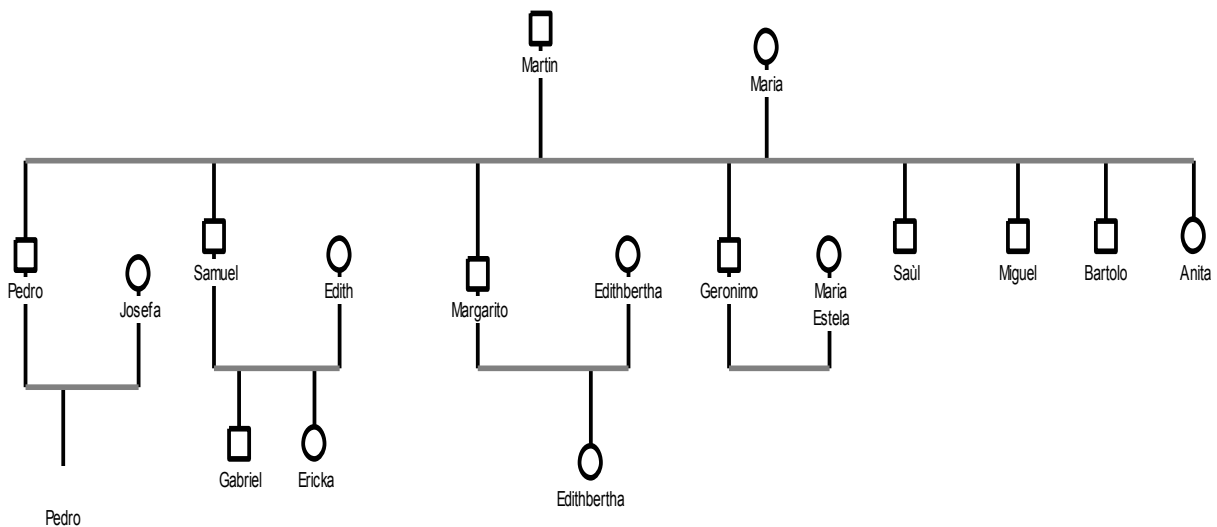 Martin
Maria
Pedro
Josefa
Samuel
Edith
Margarito
Edithbertha
Geronimo
Maria
Estela
Saùl
Miguel
Bartolo
Anita
Gabriel
Ericka
Edithbertha
Pedro